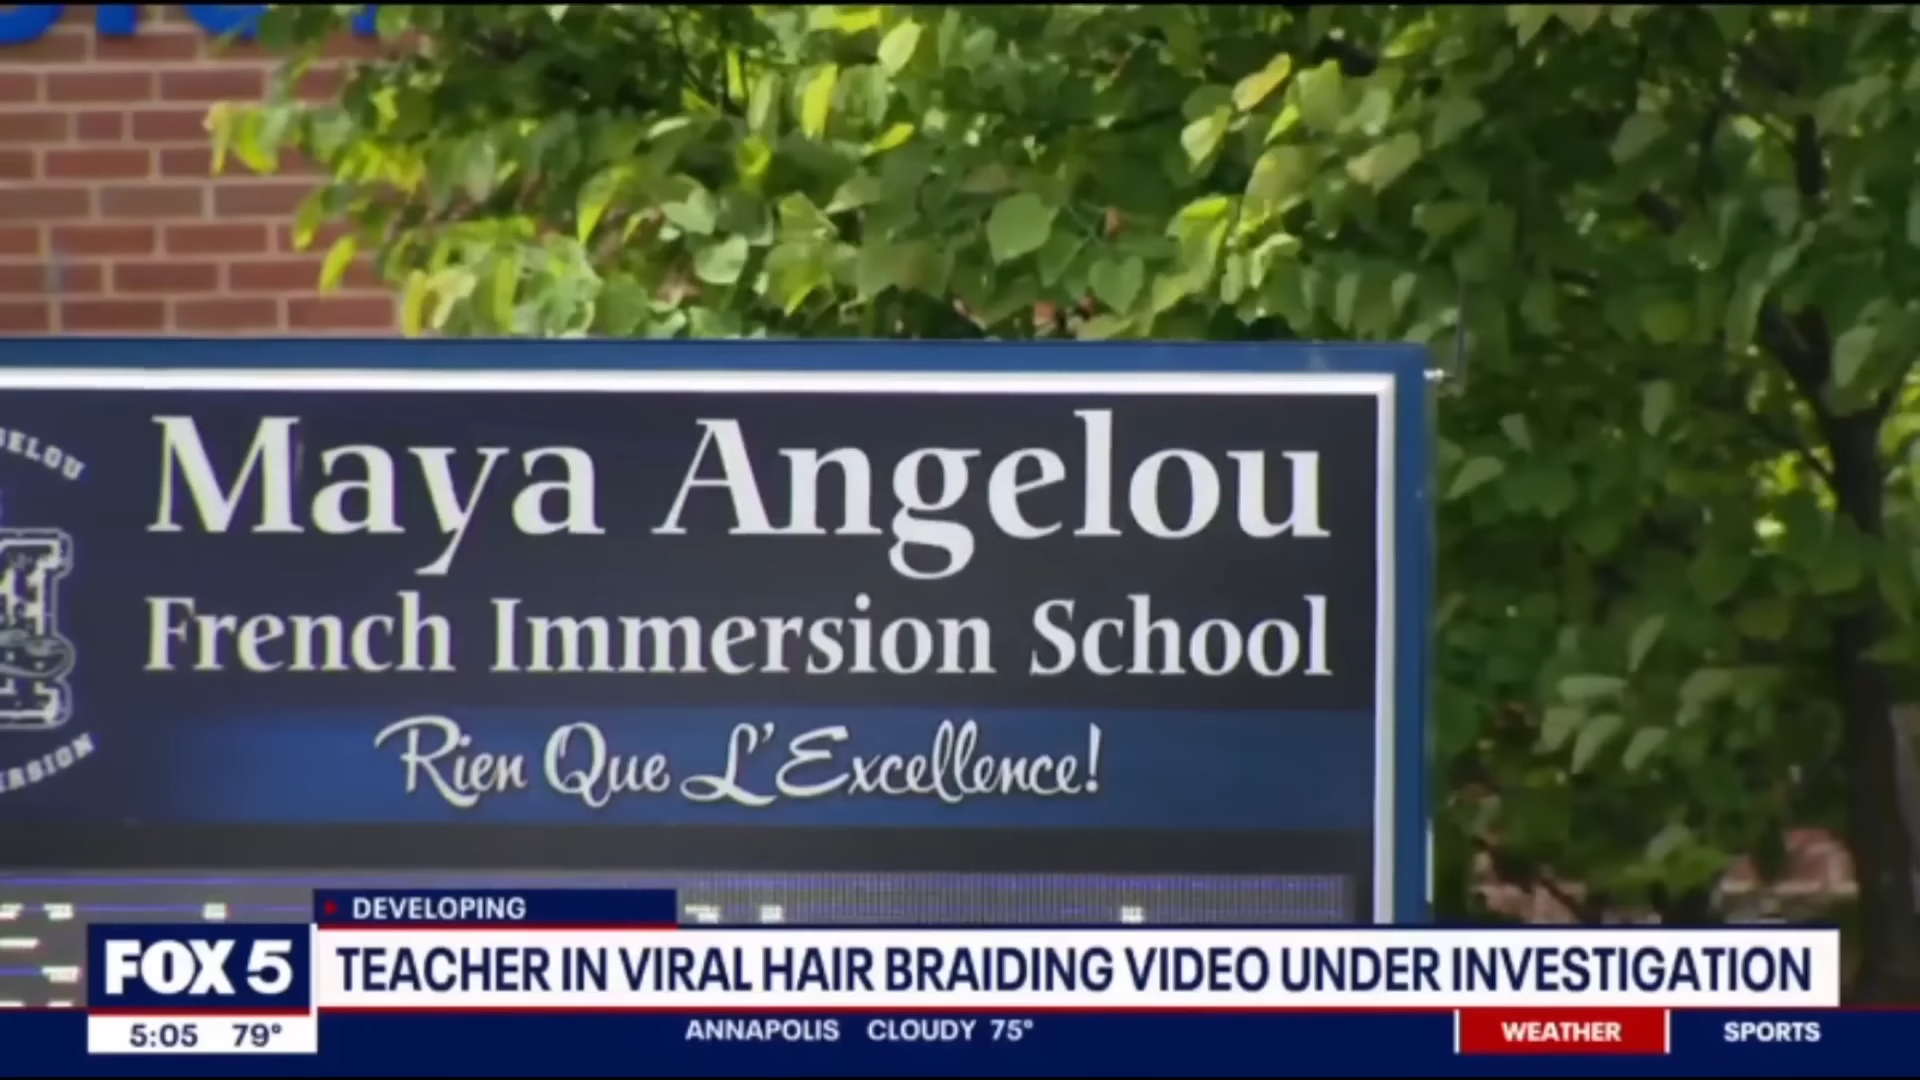 Maya Angelou
French Immersion School
Rien Que L'Excellence!
DEVELOPING
FOX 5
TEACHER IN VIRAL HAIR BRAIDING VIDEO UNDER INVESTIGATION
5:05 79°
ANNAPOLIS CLOUDY 75°
WEATHER
SPORTS